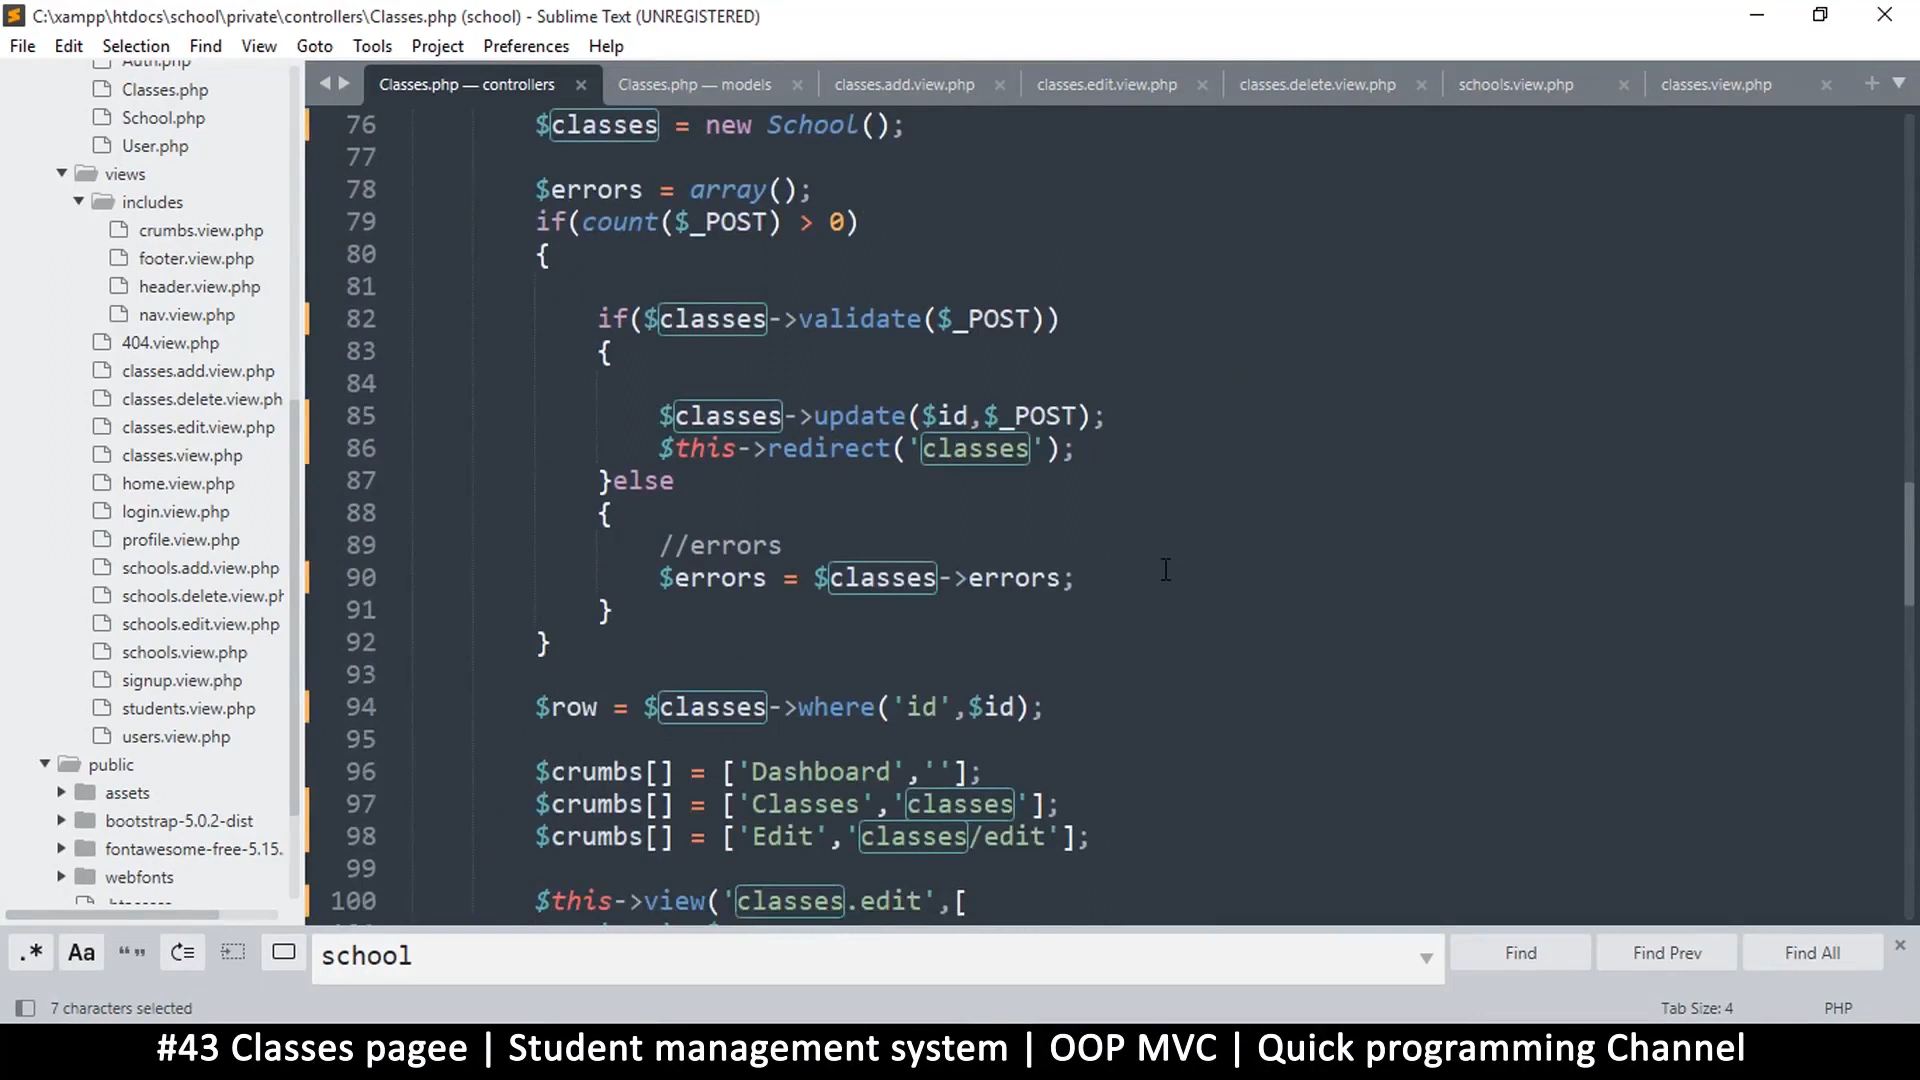 C:\xampp\htdocs\school\private\controllers\Classes.php (school) - Sublime Text (UNREGISTERED)
File Edit Selection Find View Goto Tools Project Preferences Help
Auth.php
Classes.php
School.php
User.php
views
includes
crumbs.view.php
footer.view.php
header.view.php
nav.view.php
404.view.php
classes.add.view.php
classes.delete.view.ph
classes.edit.view.php
classes.view.php
home.view.php
login.view.php
profile.view.php
schools.add.view.php
schools.delete.view.ph
schools.edit.view.php
schools.view.php
signup.view.php
students.view.php
users.view.php
public
assets
bootstrap-5.0.2-dist
fontawesome-free-5.15.
webfonts
Classes.php — controllers Classes.php — models classes.add.view.php classes.edit.view.php classes.delete.view.php schools.view.php classes.view.php
76 $classes = new School();
77
78 $errors = array();
79 if(count($_POST) > 0)
80 {
81
82 if($classes->validate($_POST))
83 {
84
85 $classes->update($id,$_POST);
86 $this->redirect('classes');
87 }else
88 {
89 //errors
90 $errors = $classes->errors;
91 }
92 }
93
94 $row = $classes->where('id',$id);
95
96 $crumbs[] = ['Dashboard',''];
97 $crumbs[] = ['Classes','classes'];
98 $crumbs[] = ['Edit','classes/edit'];
99
100 $this->view('classes.edit',[
.* Aa “” school Find Find Prev Find All
7 characters selected Tab Size: 4 PHP
#43 Classes pagee | Student management system | OOP MVC | Quick programming Channel